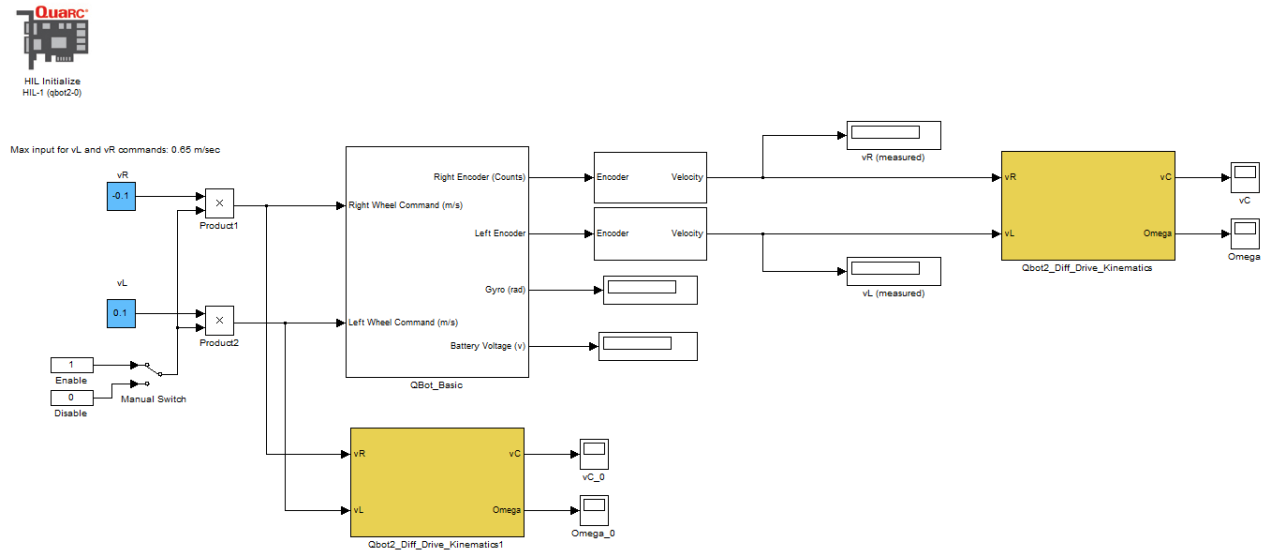 QUARC
HIL Initialize
HIL-1 (qbot2-0)
Max input for vL and vR commands: 0.65 m/sec
vR
-0.1
×
Product1
vL
0.1
×
Product2
1
Enable
0
Disable
Manual Switch
Right Encoder (Counts)
Right Wheel Command (m/s)
Left Encoder
Gyro (rad)
Left Wheel Command (m/s)
Battery Voltage (v)
QBot_Basic
Encoder
Velocity
Encoder
Velocity
vR (measured)
vL (measured)
vR
vC
vL
Omega
Qbot2_Diff_Drive_Kinematics
vC
Omega
vR
vC
vL
Omega
Qbot2_Diff_Drive_Kinematics1
vC_0
Omega_0